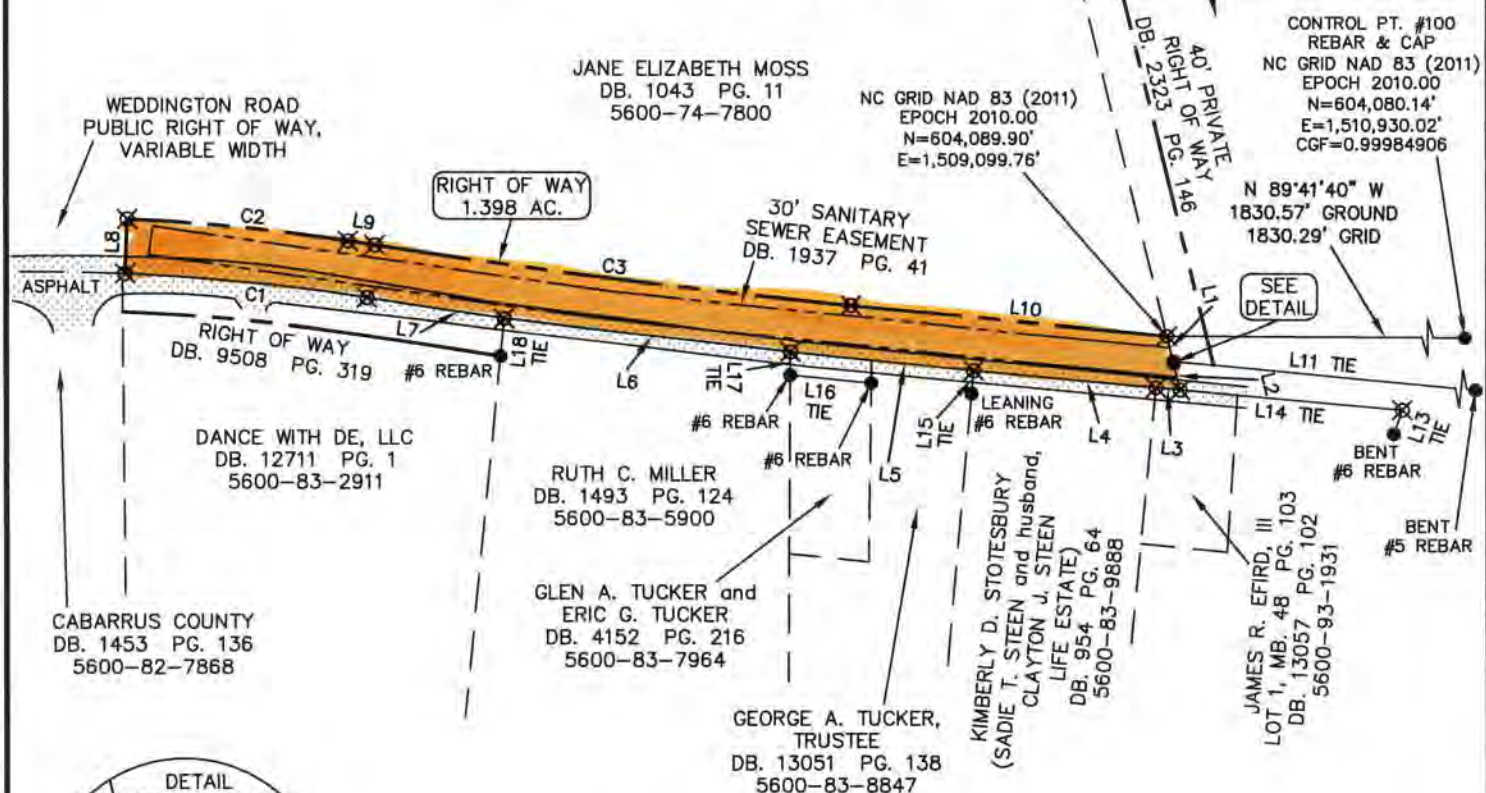 JANE ELIZABETH MOSS
DB. 1043 PG. 11
5600-74-7800
WEDDINGTON ROAD
PUBLIC RIGHT OF WAY,
VARIABLE WIDTH
NC GRID NAD 83 (2011)
EPOCH 2010.00
N=604,089.90'
E=1,509,099.76'
40' PRIVATE
RIGHT OF WAY
DB. 2323 PG. 146
CONTROL PT. #100
REBAR & CAP
NC GRID NAD 83 (2011)
EPOCH 2010.00
N=604,080.14'
E=1,510,930.02'
CGF=0.99984906
N 89°41'40" W
1830.57' GROUND
1830.29' GRID
RIGHT OF WAY
1.398 AC.
30' SANITARY
SEWER EASEMENT
DB. 1937 PG. 41
SEE
DETAIL
L8
C2
L9
C3
L10
L1
L11 TIE
L2
ASPHALT
C1
L7
L18
TIE
L6
L17
TIE
L16
TIE
L5
L15
TIE
L4
L3
L14 TIE
L13
TIE
RIGHT OF WAY
DB. 9508 PG. 319
#6 REBAR
#6 REBAR
#6 REBAR
LEANING
#6 REBAR
BENT
#6 REBAR
BENT
#5 REBAR
DANCE WITH DE, LLC
DB. 12711 PG. 1
5600-83-2911
RUTH C. MILLER
DB. 1493 PG. 124
5600-83-5900
GLEN A. TUCKER and
ERIC G. TUCKER
DB. 4152 PG. 216
5600-83-7964
CABARRUS COUNTY
DB. 1453 PG. 136
5600-82-7868
GEORGE A. TUCKER,
TRUSTEE
DB. 13051 PG. 138
5600-83-8847
KIMBERLY D. STOTESBURY
(SADIE T. STEEN and husband,
CLAYTON J. STEEN
LIFE ESTATE)
DB. 954 PG. 64
5600-83-9888
JAMES R. EFIRD, III
LOT 1, MB. 48 PG. 103
DB. 13057 PG. 102
5600-93-1931
DETAIL